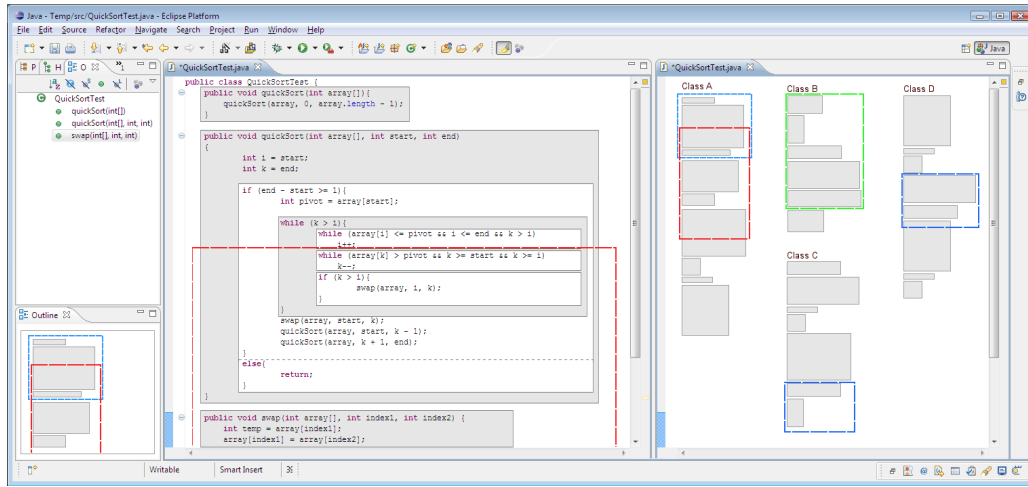 Java - Temp/src/QuickSortTest.java - Eclipse Platform
File Edit Source Refactor Navigate Search Project Run Window Help
Java
P H O »1
QuickSortTest
quickSort(int[])
quickSort(int[], int, int)
swap(int[], int, int)
Outline
*QuickSortTest.java
public class QuickSortTest {
public void quickSort(int array[]){
quickSort(array, 0, array.length - 1);
}
public void quickSort(int array[], int start, int end)
{
int i = start;
int k = end;
if (end - start >= 1){
int pivot = array[start];
while (k > i){
while (array[i] <= pivot && i <= end && k > i)
i++;
while (array[k] > pivot && k >= start && k >= i)
k--;
if (k > i){
swap(array, i, k);
}
}
swap(array, start, k);
quickSort(array, start, k - 1);
quickSort(array, k + 1, end);
}
else{
return;
}
}
public void swap(int array[], int index1, int index2) {
int temp = array[index1];
array[index1] = array[index2];
*QuickSortTest.java
Class A
Class B
Class D
Class C
Writable
Smart Insert